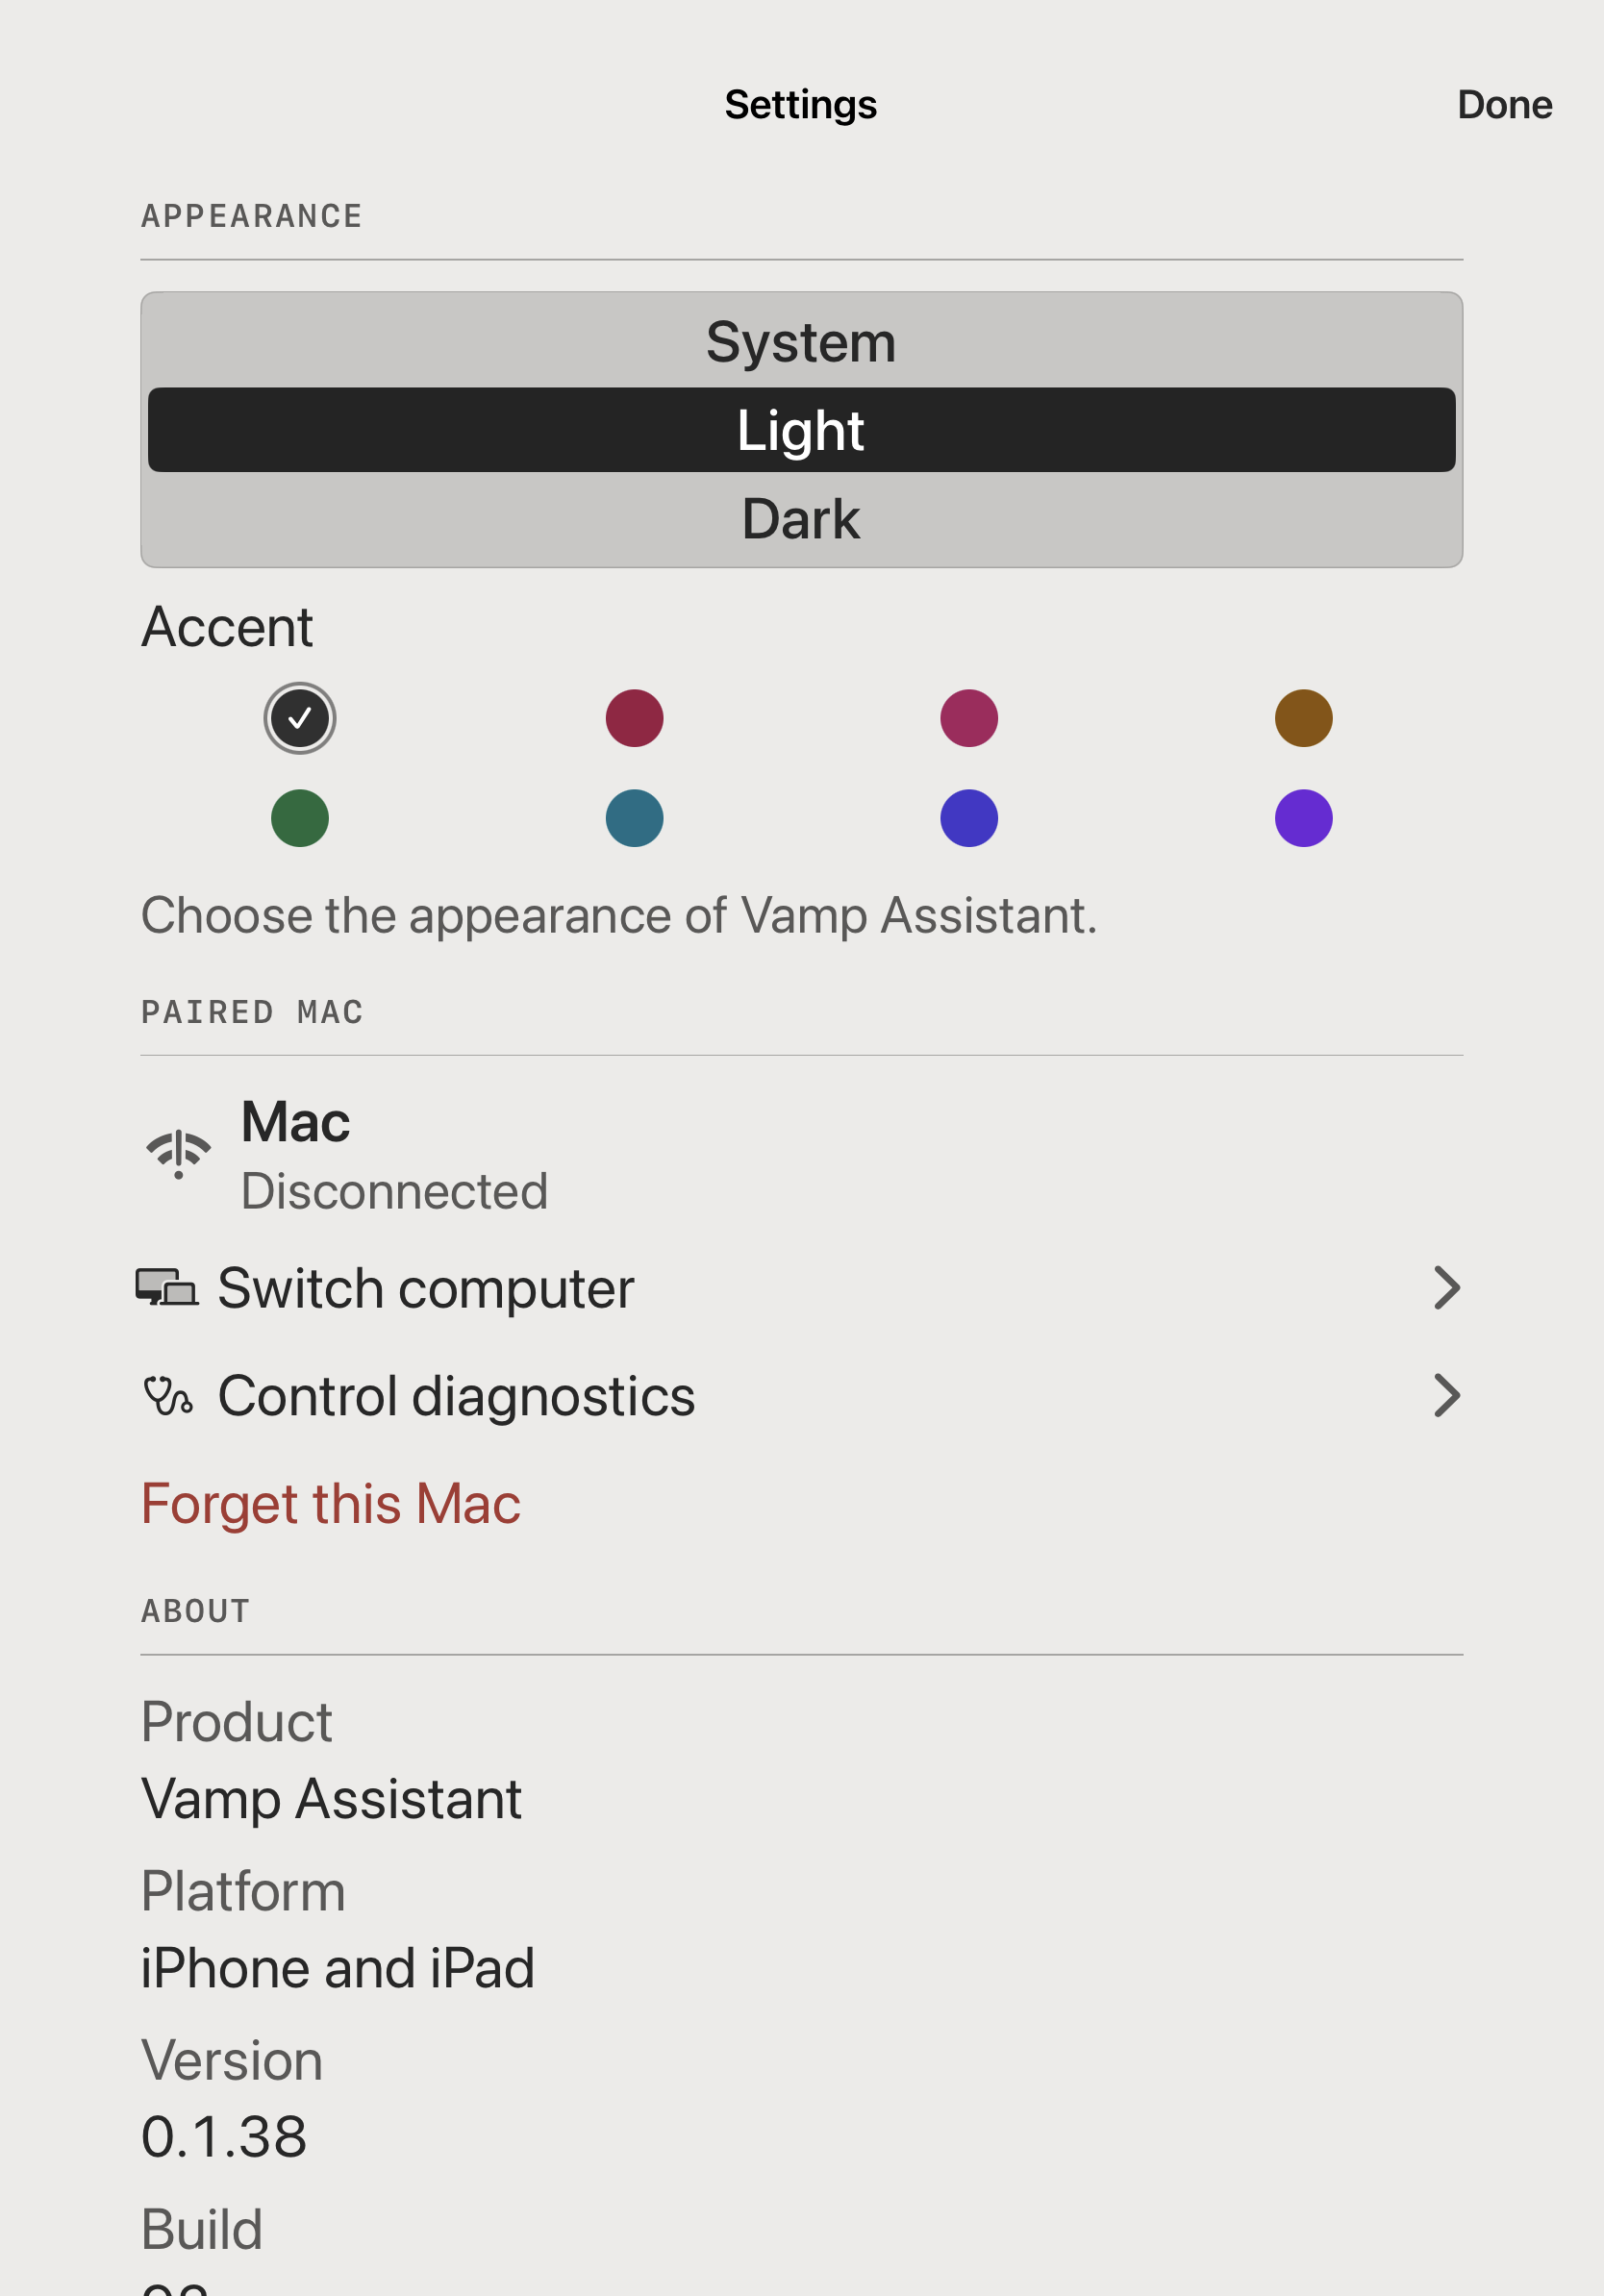 Settings
Done
APPEARANCE
System
Light
Dark
Accent
Choose the appearance of Vamp Assistant.
PAIRED MAC
Mac
Disconnected
Switch computer
Control diagnostics
Forget this Mac
ABOUT
Product
Vamp Assistant
Platform
iPhone and iPad
Version
0.1.38
Build